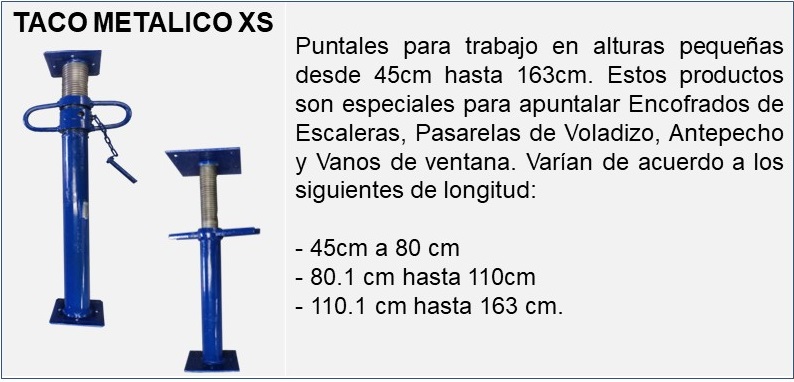 TACO METALICO XS
Puntales para trabajo en alturas pequeñas
desde 45cm hasta 163cm. Estos productos
son especiales para apuntalar Encofrados de
Escaleras, Pasarelas de Voladizo, Antepecho
y Vanos de ventana. Varían de acuerdo a los
siguientes de longitud:
- 45cm a 80 cm
- 80.1 cm hasta 110cm
- 110.1 cm hasta 163 cm.